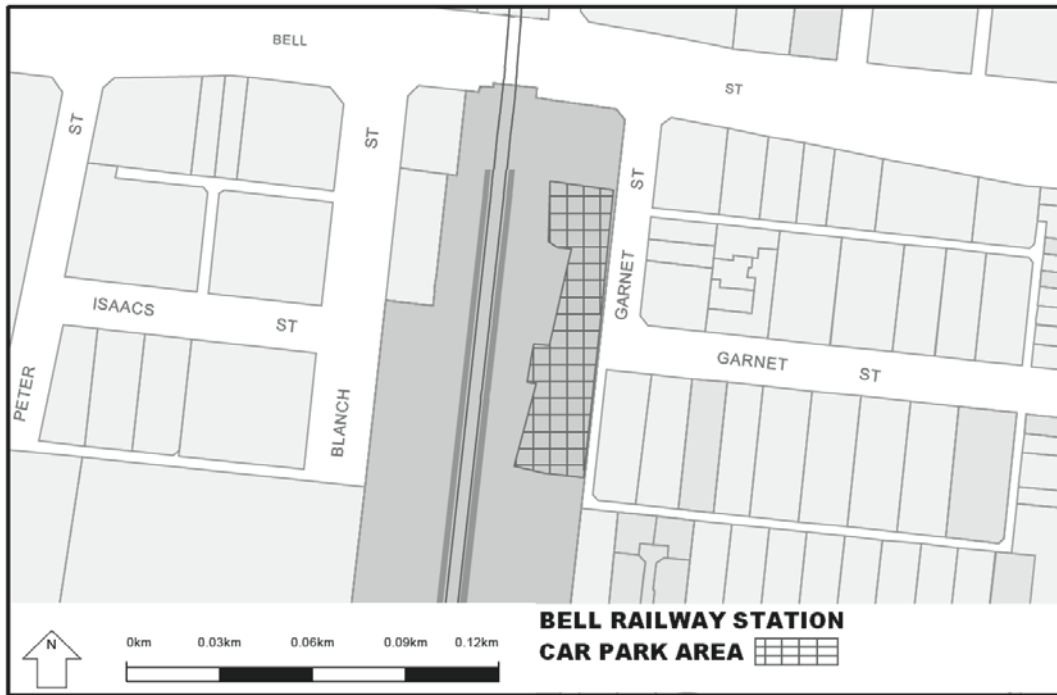 BELL
ST
ST
ST
ST
GARNET
ISAACS
ST
GARNET
ST
PETER
BLANCH
N
0km 0.03km 0.06km 0.09km 0.12km
BELL RAILWAY STATION
CAR PARK AREA